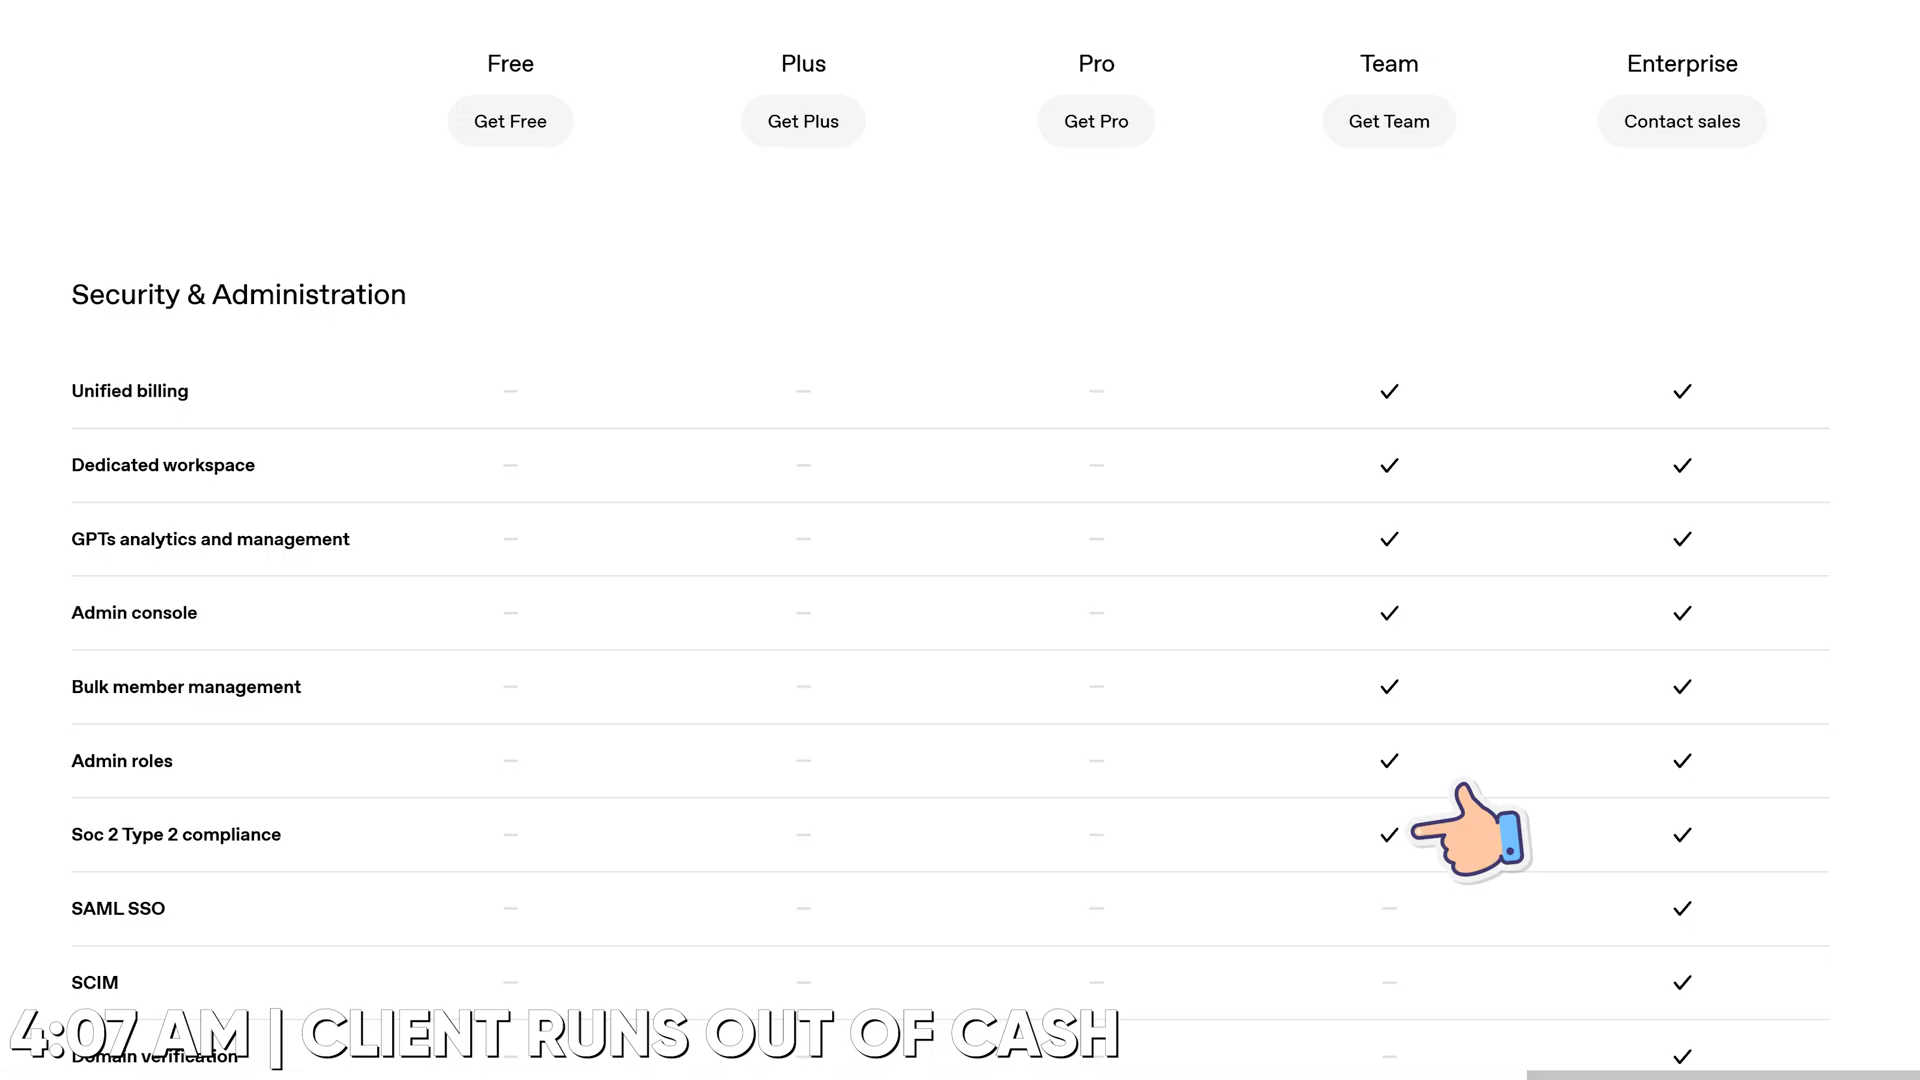 Free Plus Pro Team Enterprise
Get Free Get Plus Get Pro Get Team Contact sales
Security & Administration
Unified billing
Dedicated workspace
GPTs analytics and management
Admin console
Bulk member management
Admin roles
Soc 2 Type 2 compliance
SAML SSO
SCIM
4:07 AM | CLIENT RUNS OUT OF CASH
Domain verification